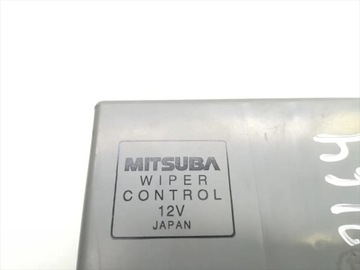 MITSUBA
WIPER
CONTROL
12V
JAPAN